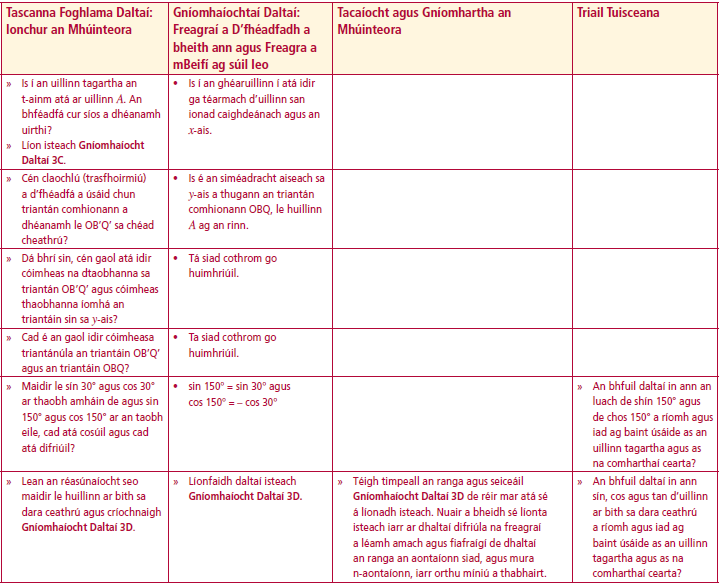 Tascanna Foghlama Daltaí:
Ionchur an Mhúinteora
Gníomhaíochtaí Daltaí:
Freagraí a D'fhéadfadh a
bheith ann agus Freagra a
mBeifí ag súil leo
Tacaíocht agus Gníomhartha an
Mhúinteora
Triail Tuisceana
» Is í an uillinn tagartha an
t-ainm atá ar uillinn A. An
bhféadfá cur síos a dhéanamh
uirthi?
» Líon isteach Gníomhaíocht
Daltaí 3C.
• Is í an ghéaruillinn í atá idir
ga téarmach d'uillinn san
ionad caighdeánach agus an
x-ais.
» Cén claochlú (trasfhoirmiú)
a d'fhéadfá a úsáid chun
triantán comhionann a
dhéanamh le OB'Q' sa chéad
cheathrú?
• Is é an siméadracht aiseach sa
y-ais a thugann an triantán
comhionann OBQ, le huillinn
A ag an rinn.
» Dá bhrí sin, cén gaol atá idir
cóimheas na dtaobhanna sa
triantán OB'Q' agus cóimheas
thaobhanna íomhá an
triantáin sin sa y-ais?
• Tá siad cothrom go
huimhriúil.
» Cad é an gaol idir cóimheasa
triantánúla an triantáin OB'Q'
agus an triantáin OBQ?
• Ta siad cothrom go
huimhriúil.
» Maidir le sín 30° agus cos 30°
ar thaobh amháin de agus sin
150° agus cos 150° ar an taobh
eile, cad atá cosúil agus cad
atá difriúil?
• sin 150° = sin 30° agus
cos 150° = – cos 30°
» An bhfuil daltaí in ann an
luach de shín 150° agus
de chos 150° a ríomh agus
iad ag baint úsáide as an
uillinn tagartha agus as
na comharthaí cearta?
» Lean an réasúnaíocht seo
maidir le huillinn ar bith sa
dara ceathrú agus críochnaigh
Gníomhaíocht Daltaí 3D.
» Líonfaidh daltaí isteach
Gníomhaíocht Daltaí 3D.
» Téigh timpeall an ranga agus seiceáil
Gníomhaíocht Daltaí 3D de réir mar atá sé
á líonadh isteach. Nuair a bheidh sé líonta
isteach iarr ar dhaltaí difriúla na freagraí
a léamh amach agus fiafraígí de dhaltaí
an ranga an aontaíonn siad, agus mura
n-aontaíonn, iarr orthu míniú a thabhairt.
» An bhfuil daltaí in ann
sín, cos agus tan d'uillinn
ar bith sa dara ceathrú
a ríomh agus iad ag
baint úsáide as an uillinn
tagartha agus as na
comharthaí cearta?